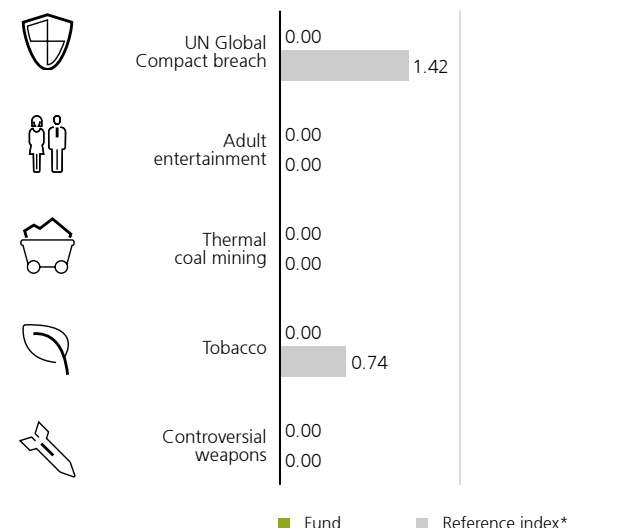 UN Global
Compact breach
0.00
1.42
Adult
entertainment
0.00
0.00
Thermal
coal mining
0.00
0.00
Tobacco
0.00
0.74
Controversial
weapons
0.00
0.00
Fund
Reference index*